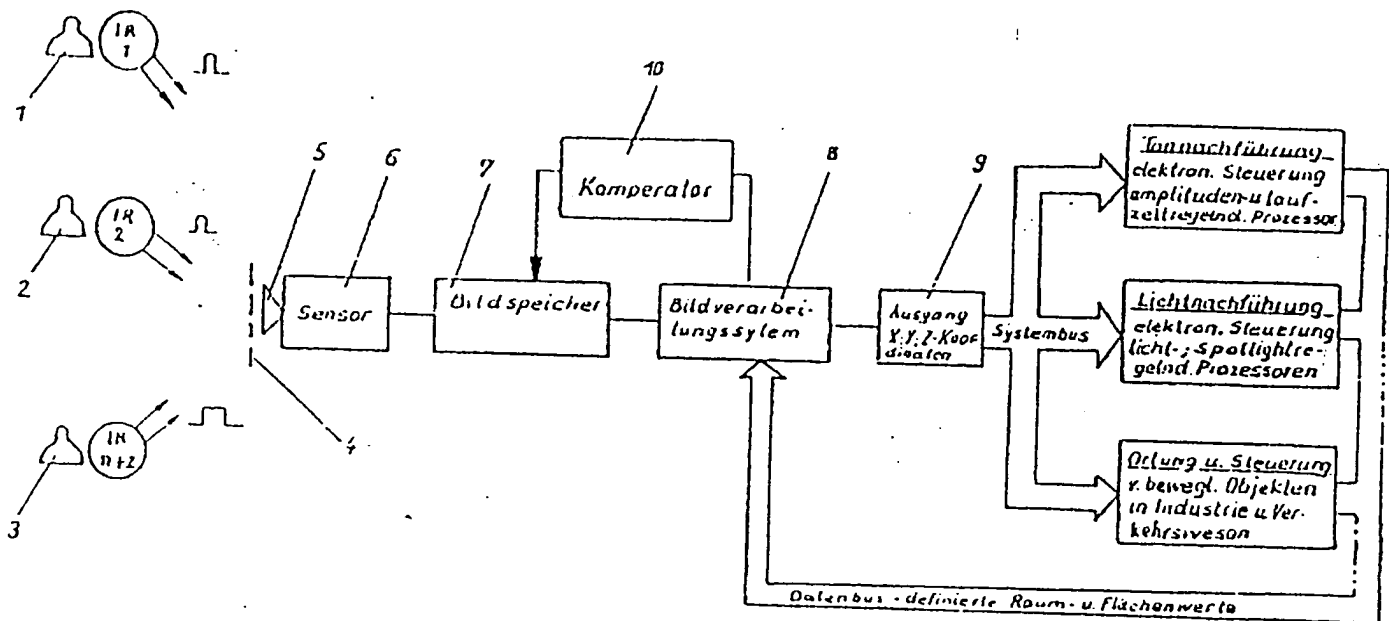 IR
1
1
10
5
6
7
8
9
Komperator
IR
2
2
Sensor
Bildspeicher
Bildverarbei-
lungssylem
Ausgang
X,Y,Z-Koor
dinaten
Systembus
Tonnachführung
elektron. Steuerung
amplituden-u lauf-
zeitregelnd. Prozessor
Lichtnachführung
elektron. Steuerung
licht-; Spotlightre-
gelnd. Prozessoren
4
IR
n+z
3
Ortung u. Steuerung
v. bewegl. Objekten
in Industrie u Ver-
kehrswesen
Datenbus - definierte Raum- u. Flächenwerte